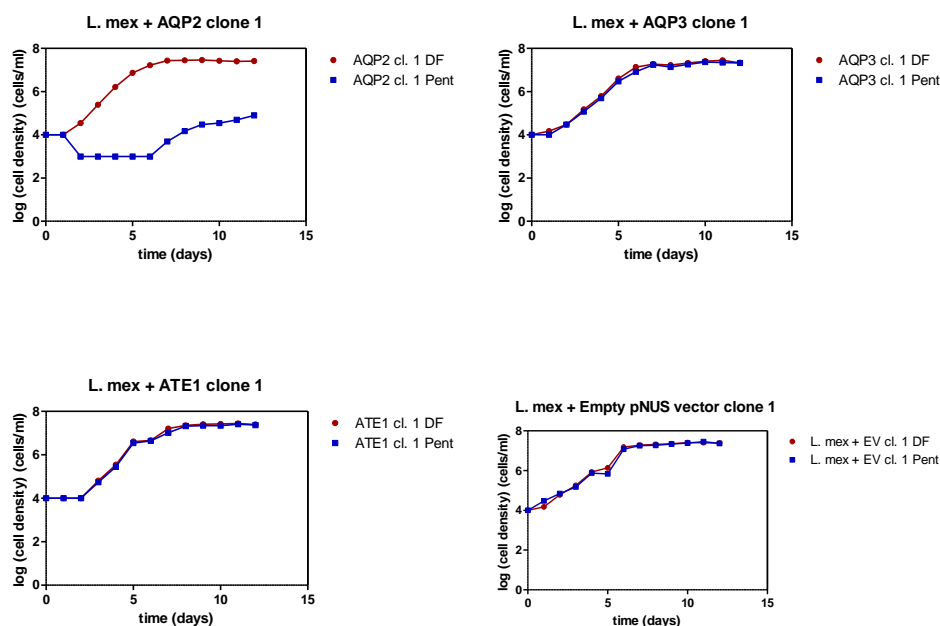 L. mex + AQP2 clone 1
log (cell density) (cells/ml)
8
6
4
2
0
0 5 10 15
time (days)
AQP2 cl. 1 DF
AQP2 cl. 1 Pent
L. mex + AQP3 clone 1
log (cell density) (cells/ml)
8
6
4
2
0
0 5 10 15
time (days)
AQP3 cl. 1 DF
AQP3 cl. 1 Pent
L. mex + ATE1 clone 1
log (cell density) (cells/ml)
8
6
4
2
0
0 5 10 15
time (days)
ATE1 cl. 1 DF
ATE1 cl. 1 Pent
L. mex + Empty pNUS vector clone 1
log (cell density) (cells/ml)
8
6
4
2
0
0 5 10 15
time (days)
L. mex + EV cl. 1 DF
L. mex + EV cl. 1 Pent